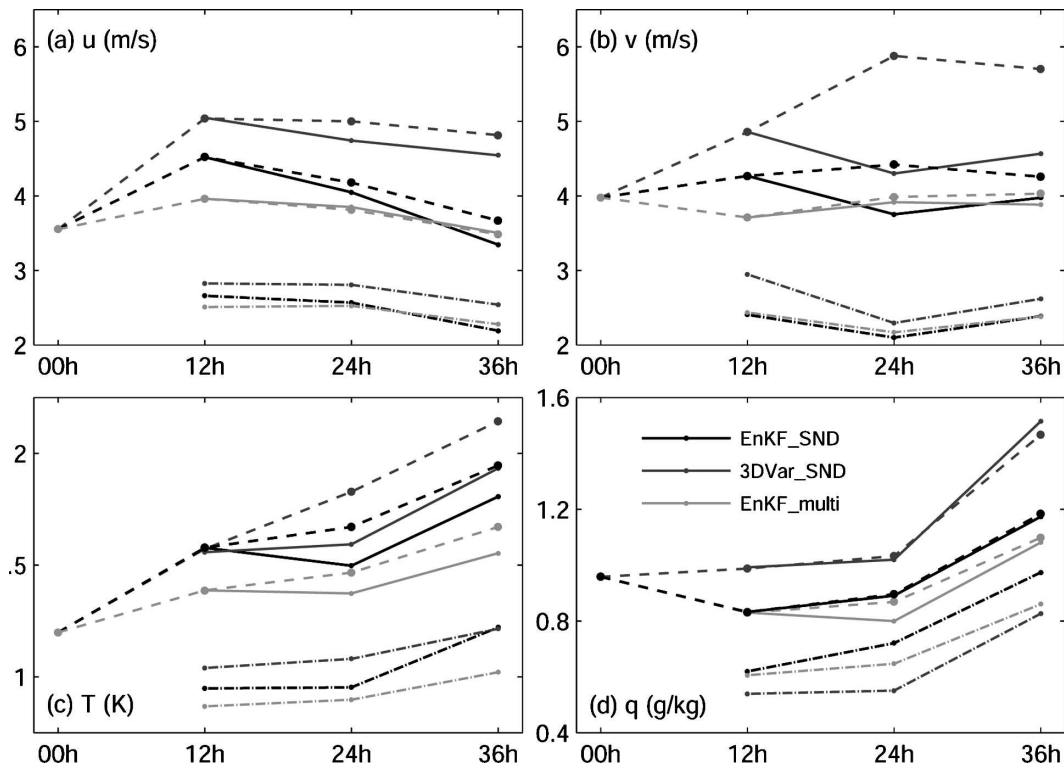 (a) u (m/s)
6
5
4
3
2
00h 12h 24h 36h
(b) v (m/s)
6
5
4
3
2
00h 12h 24h 36h
(c) T (K)
2
.5
1
00h 12h 24h 36h
1.6
1.2
0.8
0.4
EnKF_SND
3DVar_SND
EnKF_multi
(d) q (g/kg)
00h 12h 24h 36h